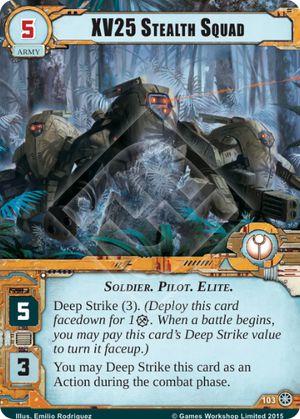 5
ARMY
XV25 STEALTH SQUAD
SOLDIER. PILOT. ELITE.
5
3
Deep Strike (3). (Deploy this card
facedown for 1. When a battle begins,
you may pay this card's Deep Strike value
to turn it faceup.)
You may Deep Strike this card as an
Action during the combat phase.
103
Illus. Emilio Rodriguez
© Games Workshop Limited 2015